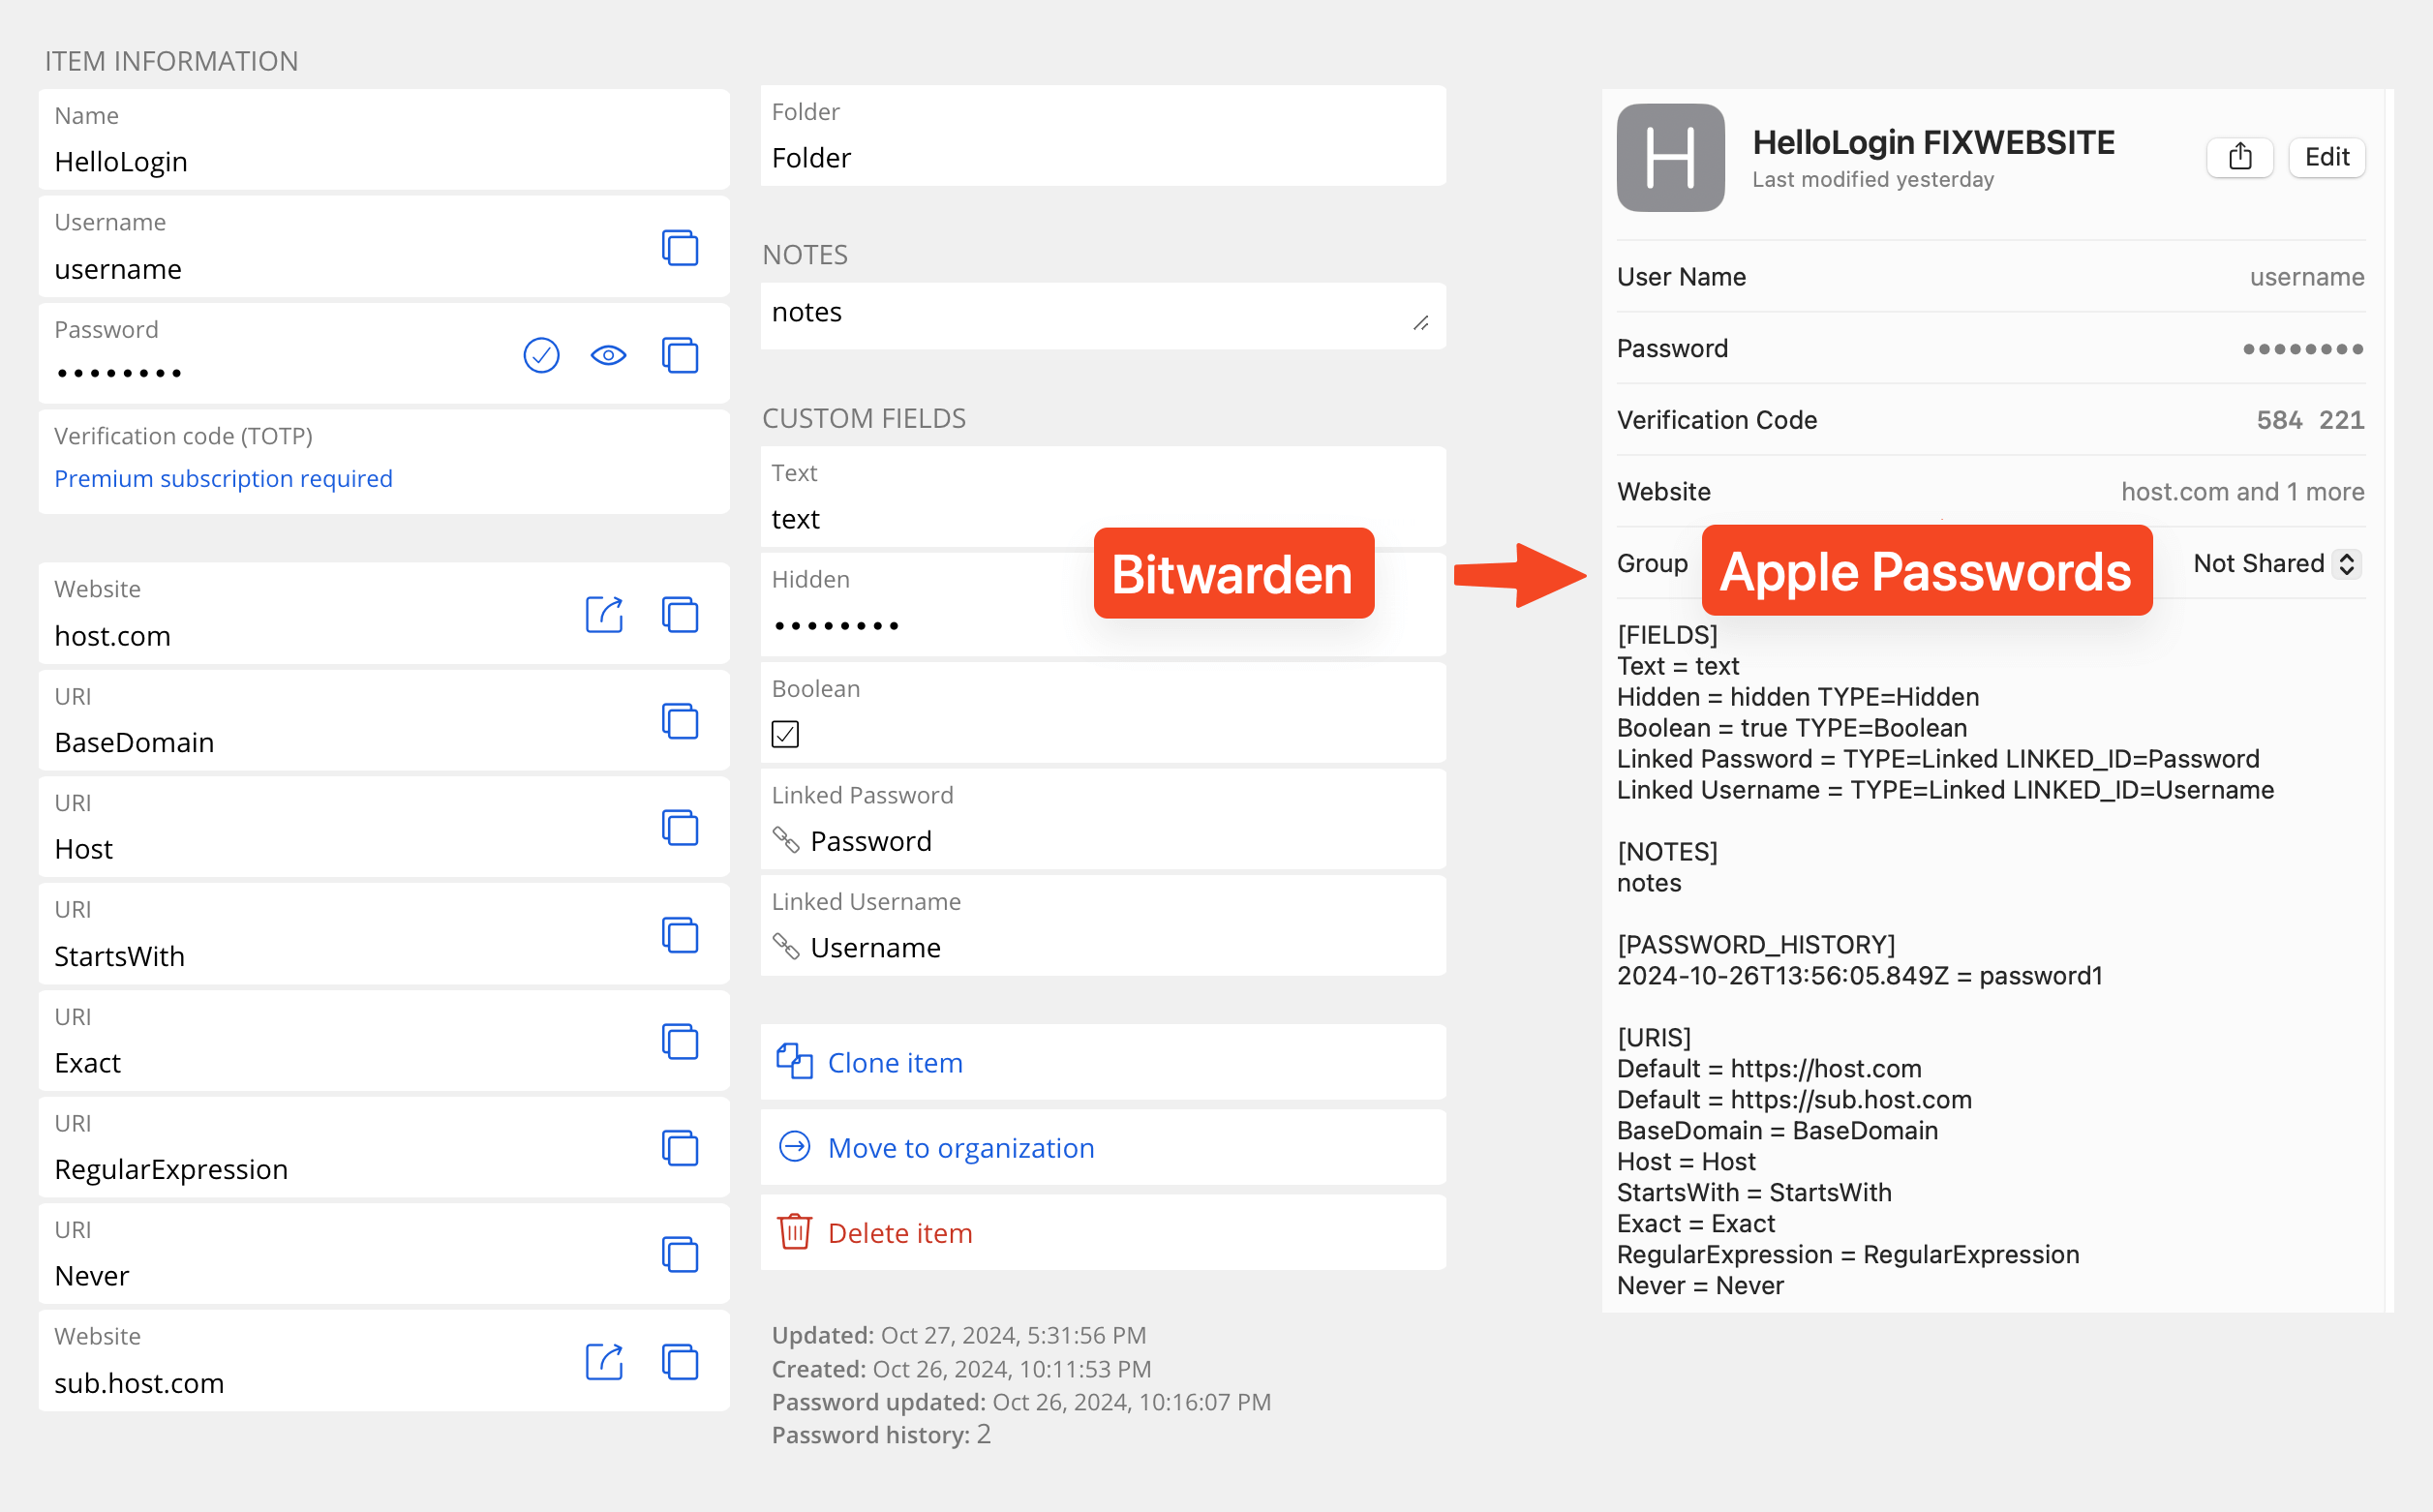 ITEM INFORMATION
Name
HelloLogin
Username
username
Password
••••••••
Verification code (TOTP)
Premium subscription required
Website
host.com
URI
BaseDomain
URI
Host
URI
StartsWith
URI
Exact
URI
RegularExpression
URI
Never
Website
sub.host.com
Folder
Folder
NOTES
notes
CUSTOM FIELDS
Text
text
Hidden
••••••••
Boolean
Linked Password
Password
Linked Username
Username
Clone item
Move to organization
Delete item
Updated: Oct 27, 2024, 5:31:56 PM
Created: Oct 26, 2024, 10:11:53 PM
Password updated: Oct 26, 2024, 10:16:07 PM
Password history: 2
Bitwarden
Apple Passwords
H
HelloLogin FIXWEBSITE
Last modified yesterday
Edit
User Name username
Password ••••••••
Verification Code 584 221
Website host.com and 1 more
Group Not Shared
[FIELDS]
Text = text
Hidden = hidden TYPE=Hidden
Boolean = true TYPE=Boolean
Linked Password = TYPE=Linked LINKED_ID=Password
Linked Username = TYPE=Linked LINKED_ID=Username
[NOTES]
notes
[PASSWORD_HISTORY]
2024-10-26T13:56:05.849Z = password1
[URIS]
Default = https://host.com
Default = https://sub.host.com
BaseDomain = BaseDomain
Host = Host
StartsWith = StartsWith
Exact = Exact
RegularExpression = RegularExpression
Never = Never